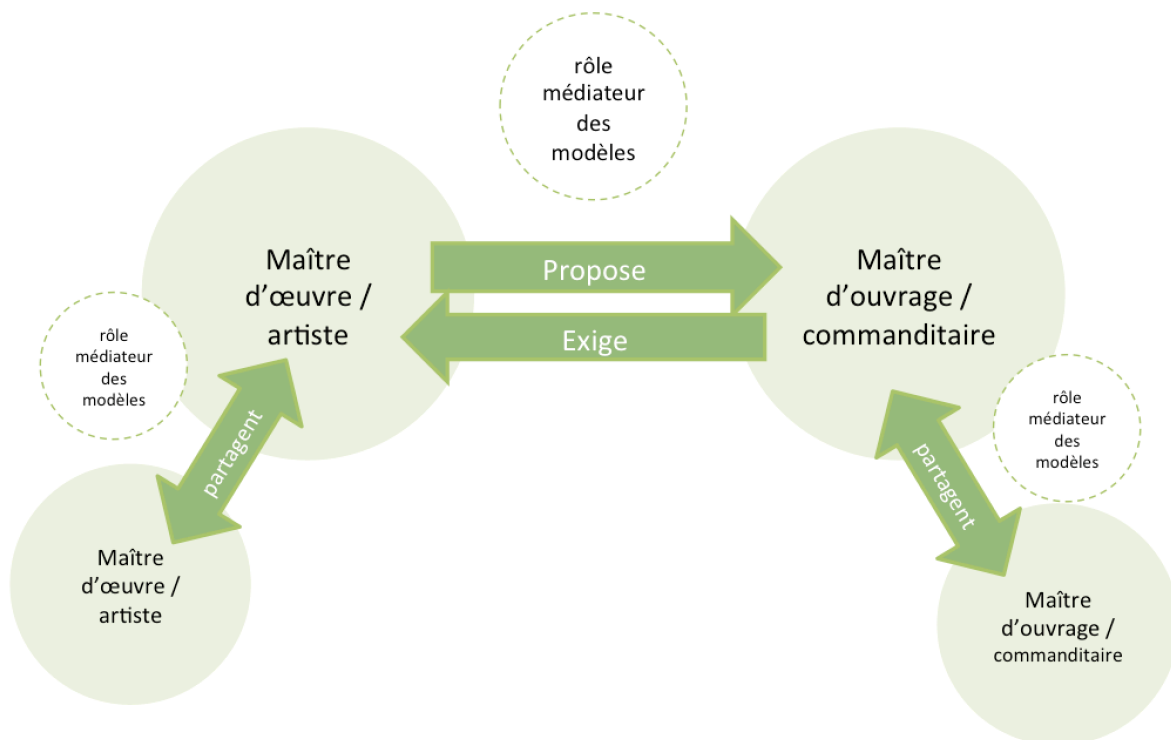 rôle
médiateur
des
modèles
Maître
d'œuvre /
artiste
Propose
Exige
Maître
d'ouvrage /
commanditaire
rôle
médiateur
des
modèles
partagent
rôle
médiateur
des
modèles
partagent
Maître
d'œuvre /
artiste
Maître
d'ouvrage /
commanditaire